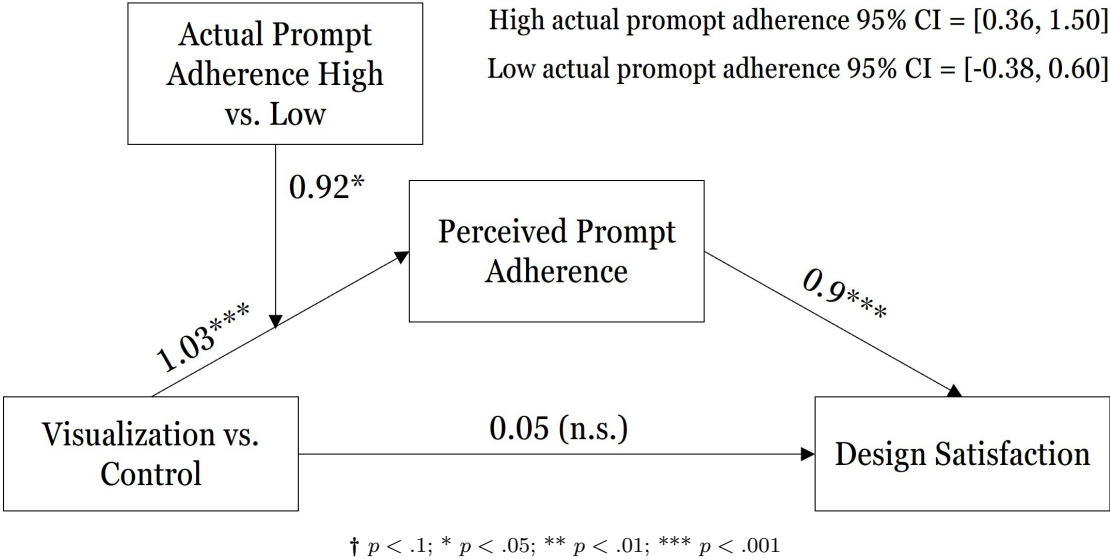 Actual Prompt
Adherence High
vs. Low
High actual promopt adherence 95% CI = [0.36, 1.50]
Low actual promopt adherence 95% CI = [-0.38, 0.60]
0.92*
Perceived Prompt
Adherence
1.03***
0.9***
Visualization vs.
Control
0.05 (n.s.)
Design Satisfaction
† p < .1; * p < .05; ** p < .01; *** p < .001